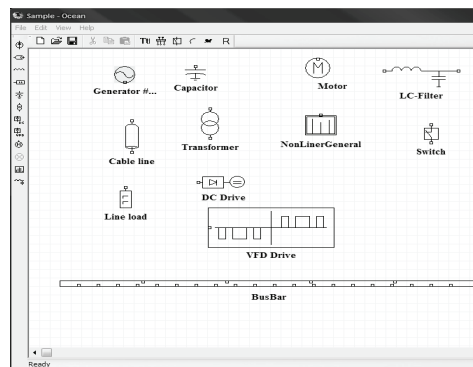 Sample - Ocean
File Edit View Help
Generator #...
Capacitor
Motor
LC-Filter
Cable line
Transformer
NonLinerGeneral
Switch
Line load
DC Drive
VFD Drive
BusBar
Ready